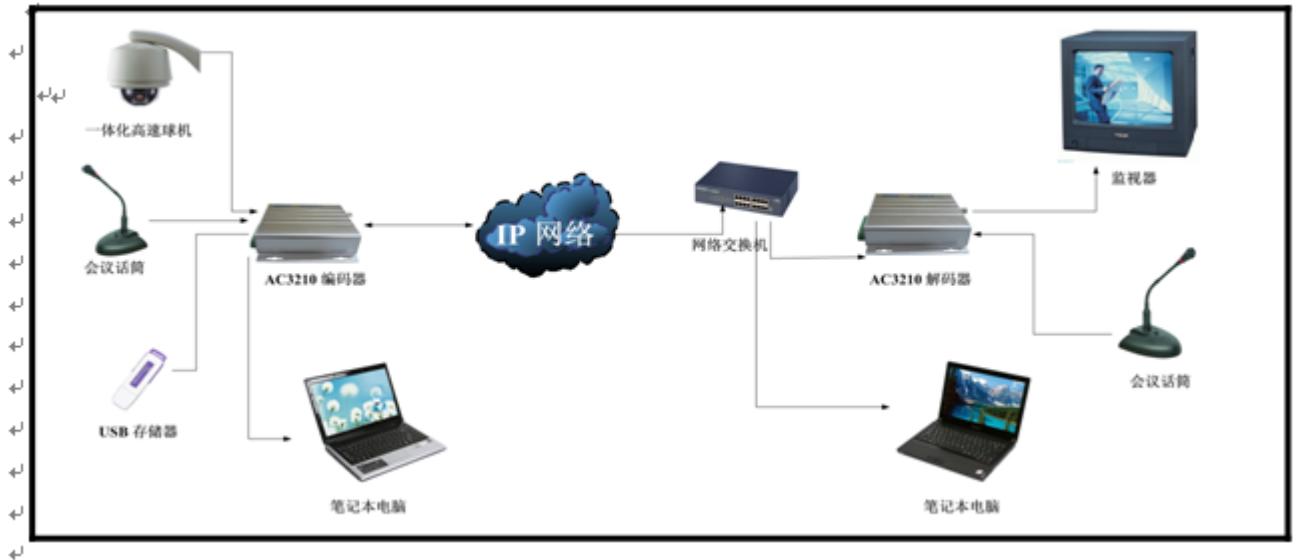 一体化高速球机
监视器
会议话筒
AC3210 编码器
IP 网络
网络交换机
AC3210 解码器
会议话筒
USB 存储器
笔记本电脑
笔记本电脑